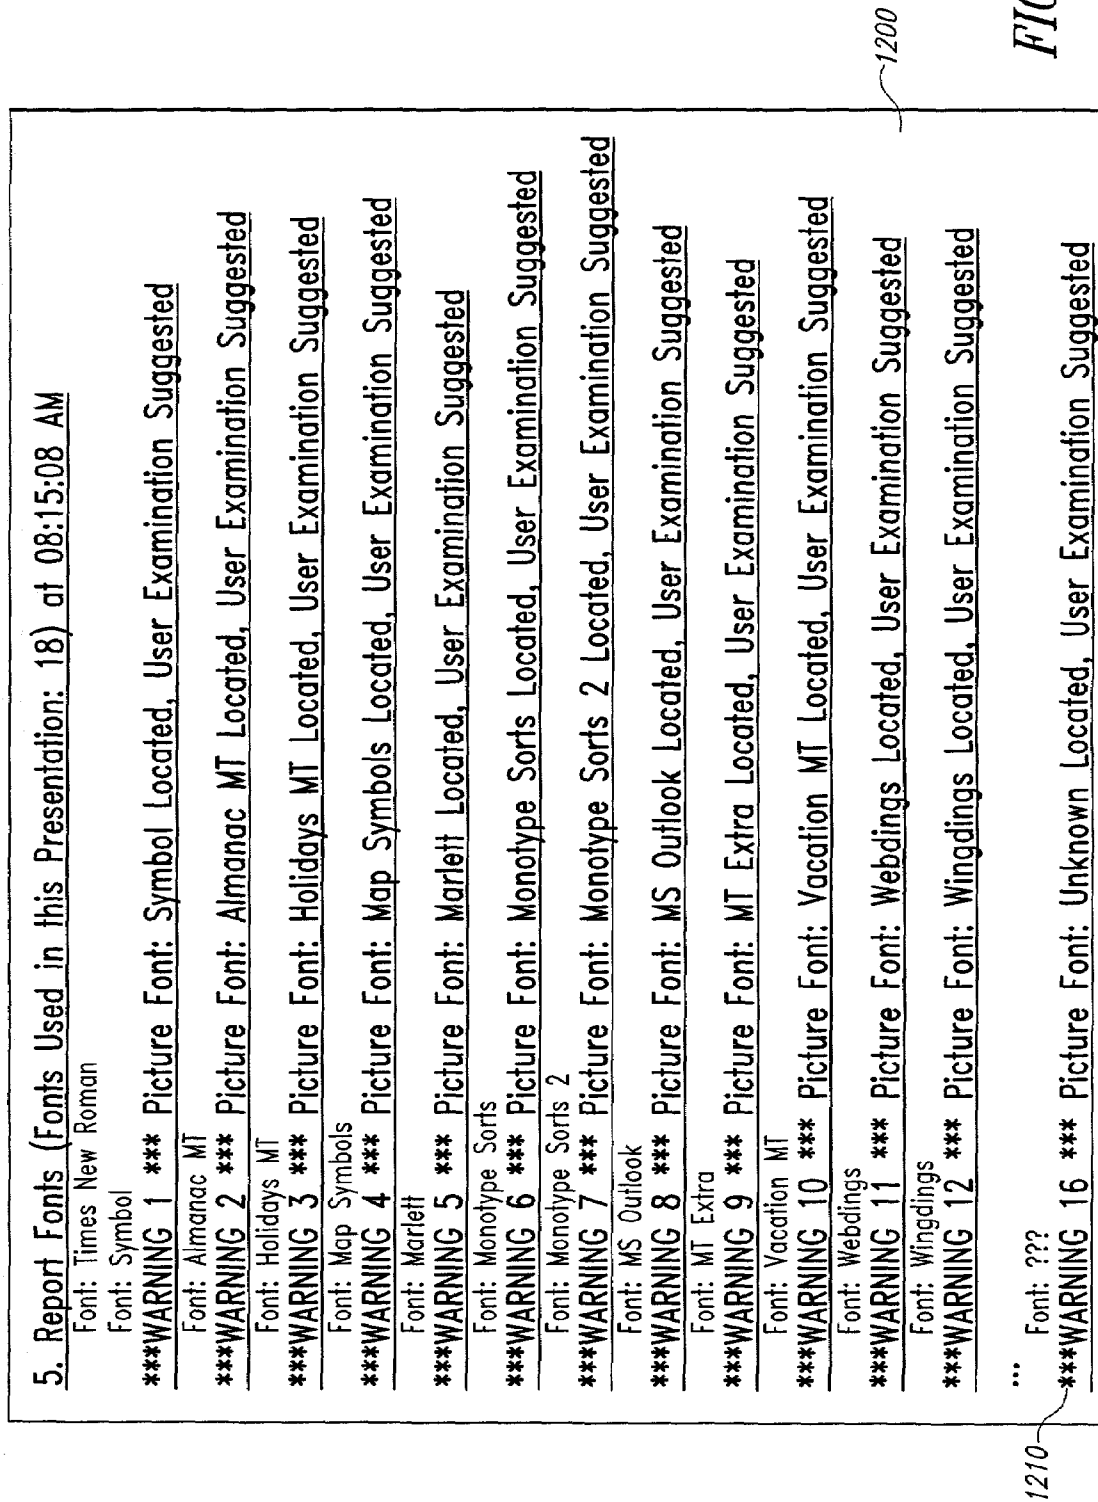 5. Report Fonts (Fonts Used in this Presentation: 18) at 08:15:08 AM
Font: Times New Roman
Font: Symbol
***WARNING 1 *** Picture Font: Symbol Located, User Examination Suggested
Font: Almanac MT
***WARNING 2 *** Picture Font: Almanac MT Located, User Examination Suggested
Font: Holidays MT
***WARNING 3 *** Picture Font: Holidays MT Located, User Examination Suggested
Font: Map Symbols
***WARNING 4 *** Picture Font: Map Symbols Located, User Examination Suggested
Font: Marlett
***WARNING 5 *** Picture Font: Marlett Located, User Examination Suggested
Font: Monotype Sorts
***WARNING 6 *** Picture Font: Monotype Sorts Located, User Examination Suggested
Font: Monotype Sorts 2
***WARNING 7 *** Picture Font: Monotype Sorts 2 Located, User Examination Suggested
Font: MS Outlook
***WARNING 8 *** Picture Font: MS Outlook Located, User Examination Suggested
Font: MT Extra
***WARNING 9 *** Picture Font: MT Extra Located, User Examination Suggested
Font: Vacation MT
***WARNING 10 *** Picture Font: Vacation MT Located, User Examination Suggested
Font: Webdings
***WARNING 11 *** Picture Font: Webdings Located, User Examination Suggested
Font: Wingdings
***WARNING 12 *** Picture Font: Wingdings Located, User Examination Suggested
...
Font: ???
***WARNING 16 *** Picture Font: Unknown Located, User Examination Suggested
1210
1200